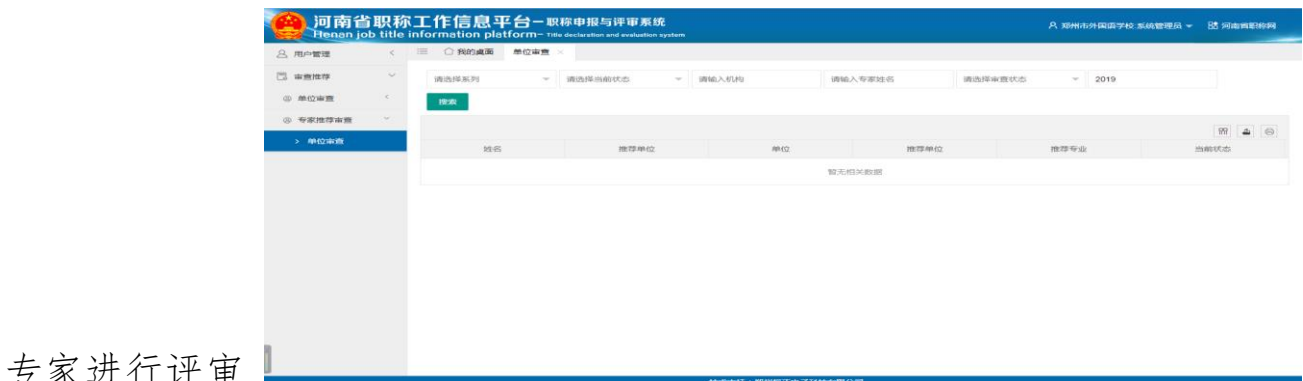 河南省职称工作信息平台-职称申报与评审系统
Henan job title information platform- Title declaration and evaluation system
郑州市外国语学校:系统管理员
河南省职称网
用户管理
我的桌面
单位审查
审查推荐
请选择系列
请选择当前状态
请输入机构
请输入专家姓名
请选择审查状态
2019
单位审查
搜索
专家推荐审查
单位审查
姓名
推荐单位
单位
推荐单位
推荐专业
当前状态
暂无相关数据
专家进行评审